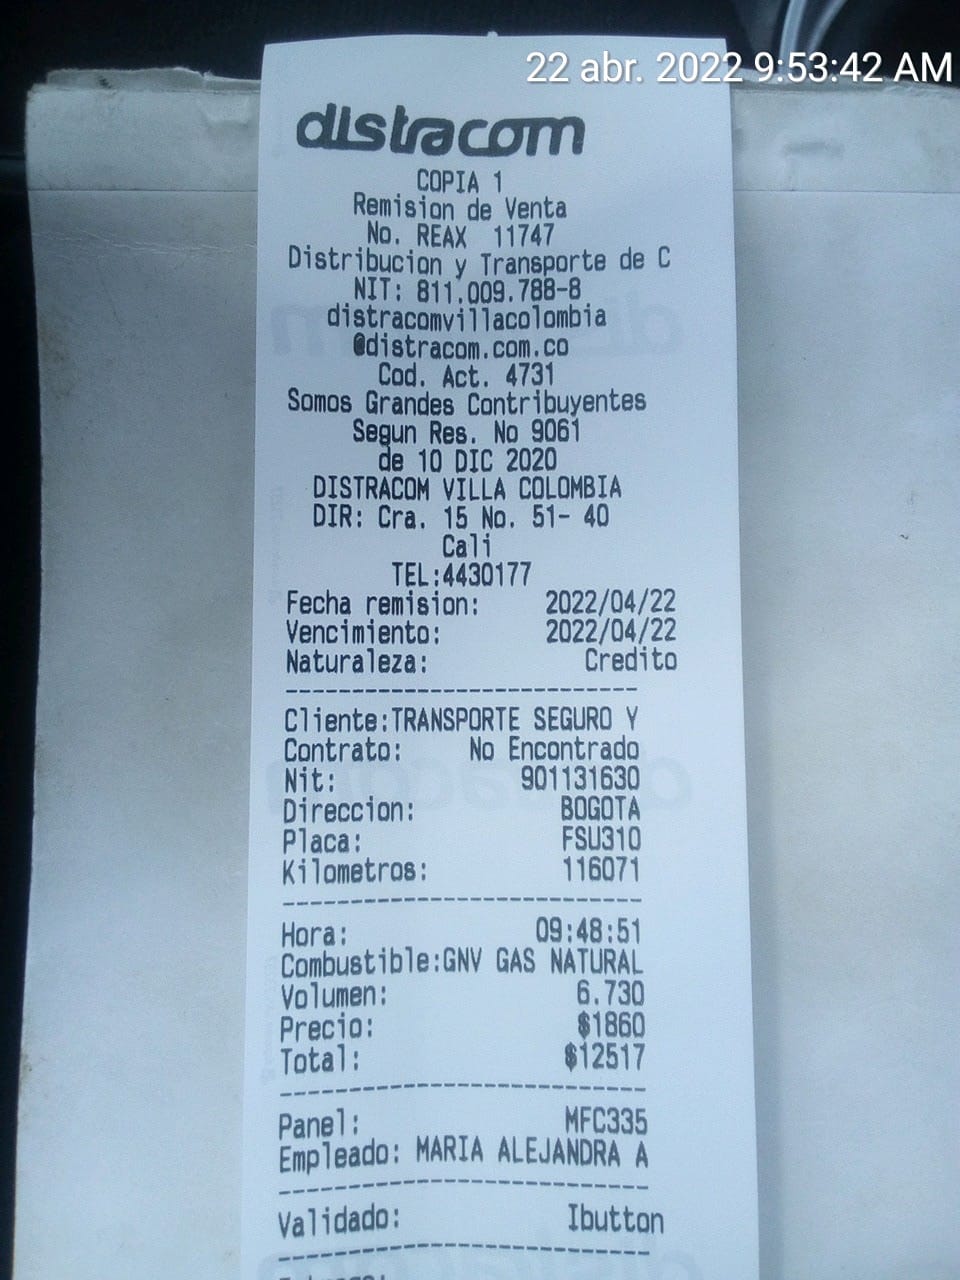 22 abr. 2022 9:53:42 AM
distracom
COPIA 1
Remision de Venta
No. REAX 11747
Distribucion y Transporte de C
NIT: 811.009.788-8
distracomvillacolombia
@distracom.com.co
Cod. Act. 4731
Somos Grandes Contribuyentes
Segun Res. No 9061
de 10 DIC 2020
DISTRACOM VILLA COLOMBIA
DIR: Cra. 15 No. 51- 40
Cali
TEL:4430177
Fecha remision: 2022/04/22
Vencimiento: 2022/04/22
Naturaleza: Credito
Cliente:TRANSPORTE SEGURO Y
Contrato: No Encontrado
Nit: 901131630
Direccion: BOGOTA
Placa: FSU310
Kilometros: 116071
Hora: 09:48:51
Combustible:GNV GAS NATURAL
Volumen: 6.730
Precio: $1860
Total: $12517
Panel: MFC335
Empleado: MARIA ALEJANDRA A
Validado: Ibutton